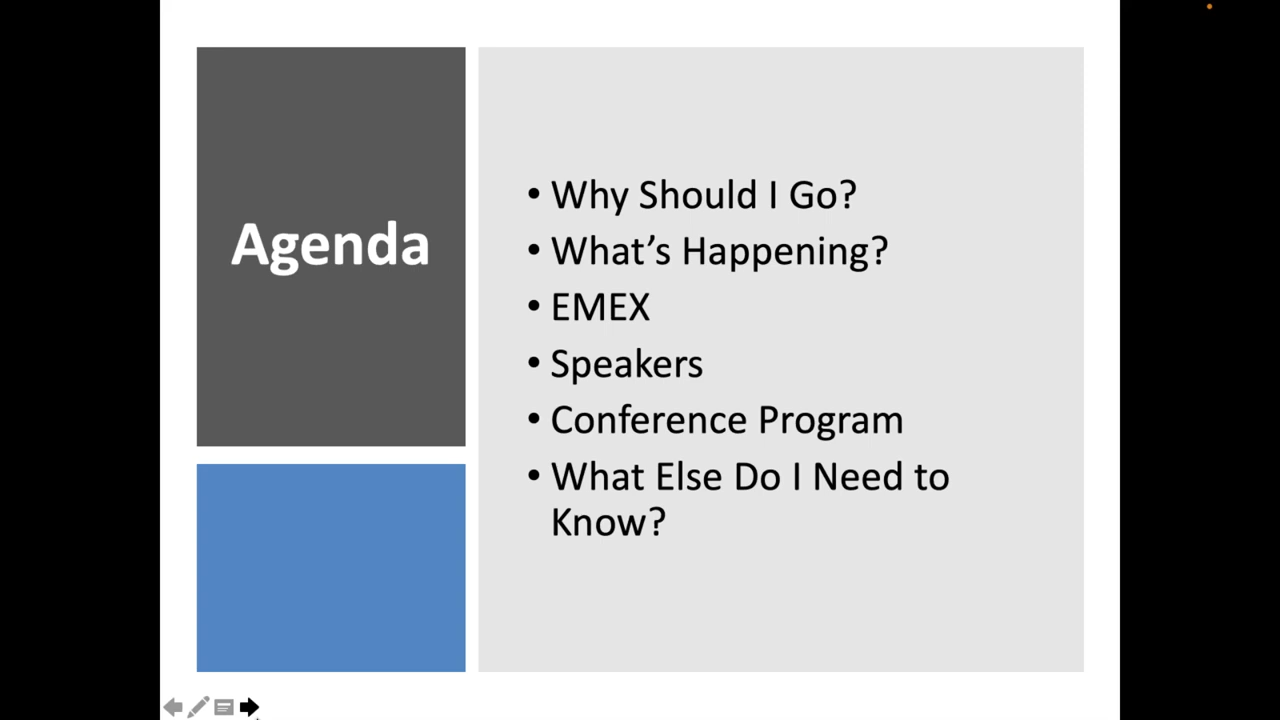 Agenda
• Why Should I Go?
• What’s Happening?
• EMEX
• Speakers
• Conference Program
• What Else Do I Need to
Know?